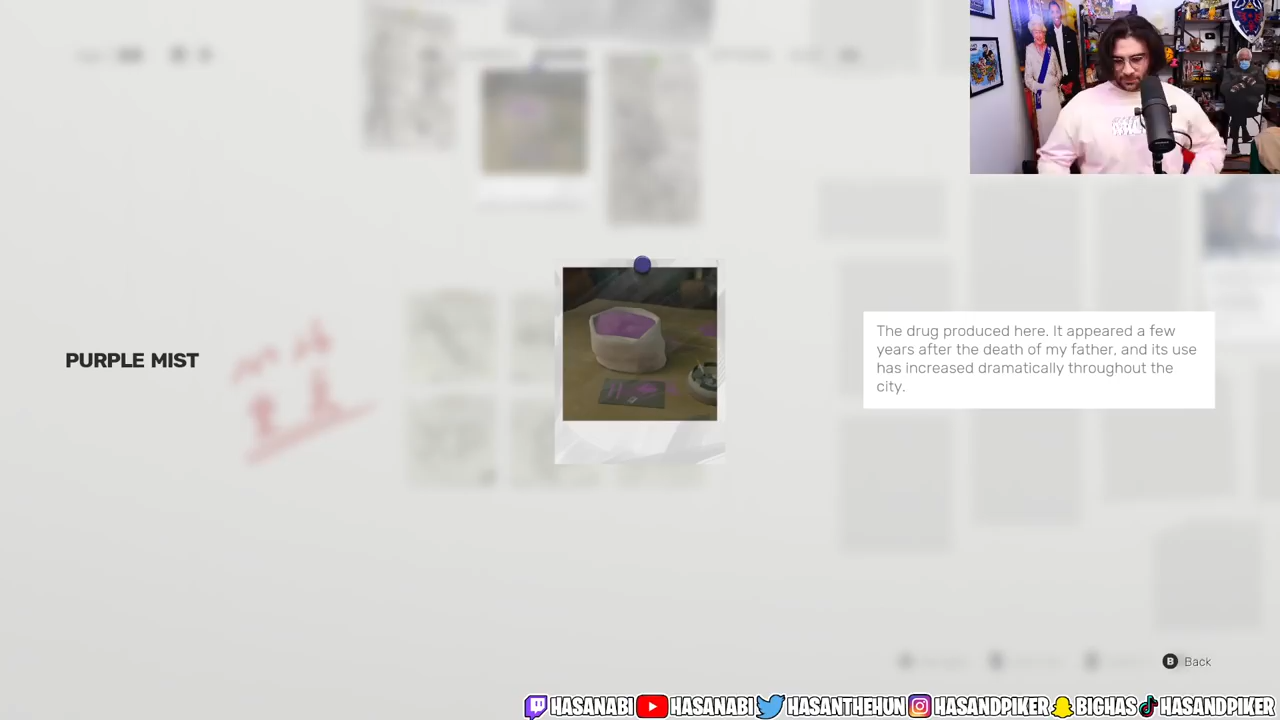 PURPLE MIST
The drug produced here. It appeared a few
years after the death of my father, and its use
has increased dramatically throughout the
city.
B Back
HASANABI HASANABI HASANTHEHUN HASANDPIKER BIGHAS HASANDPIKER